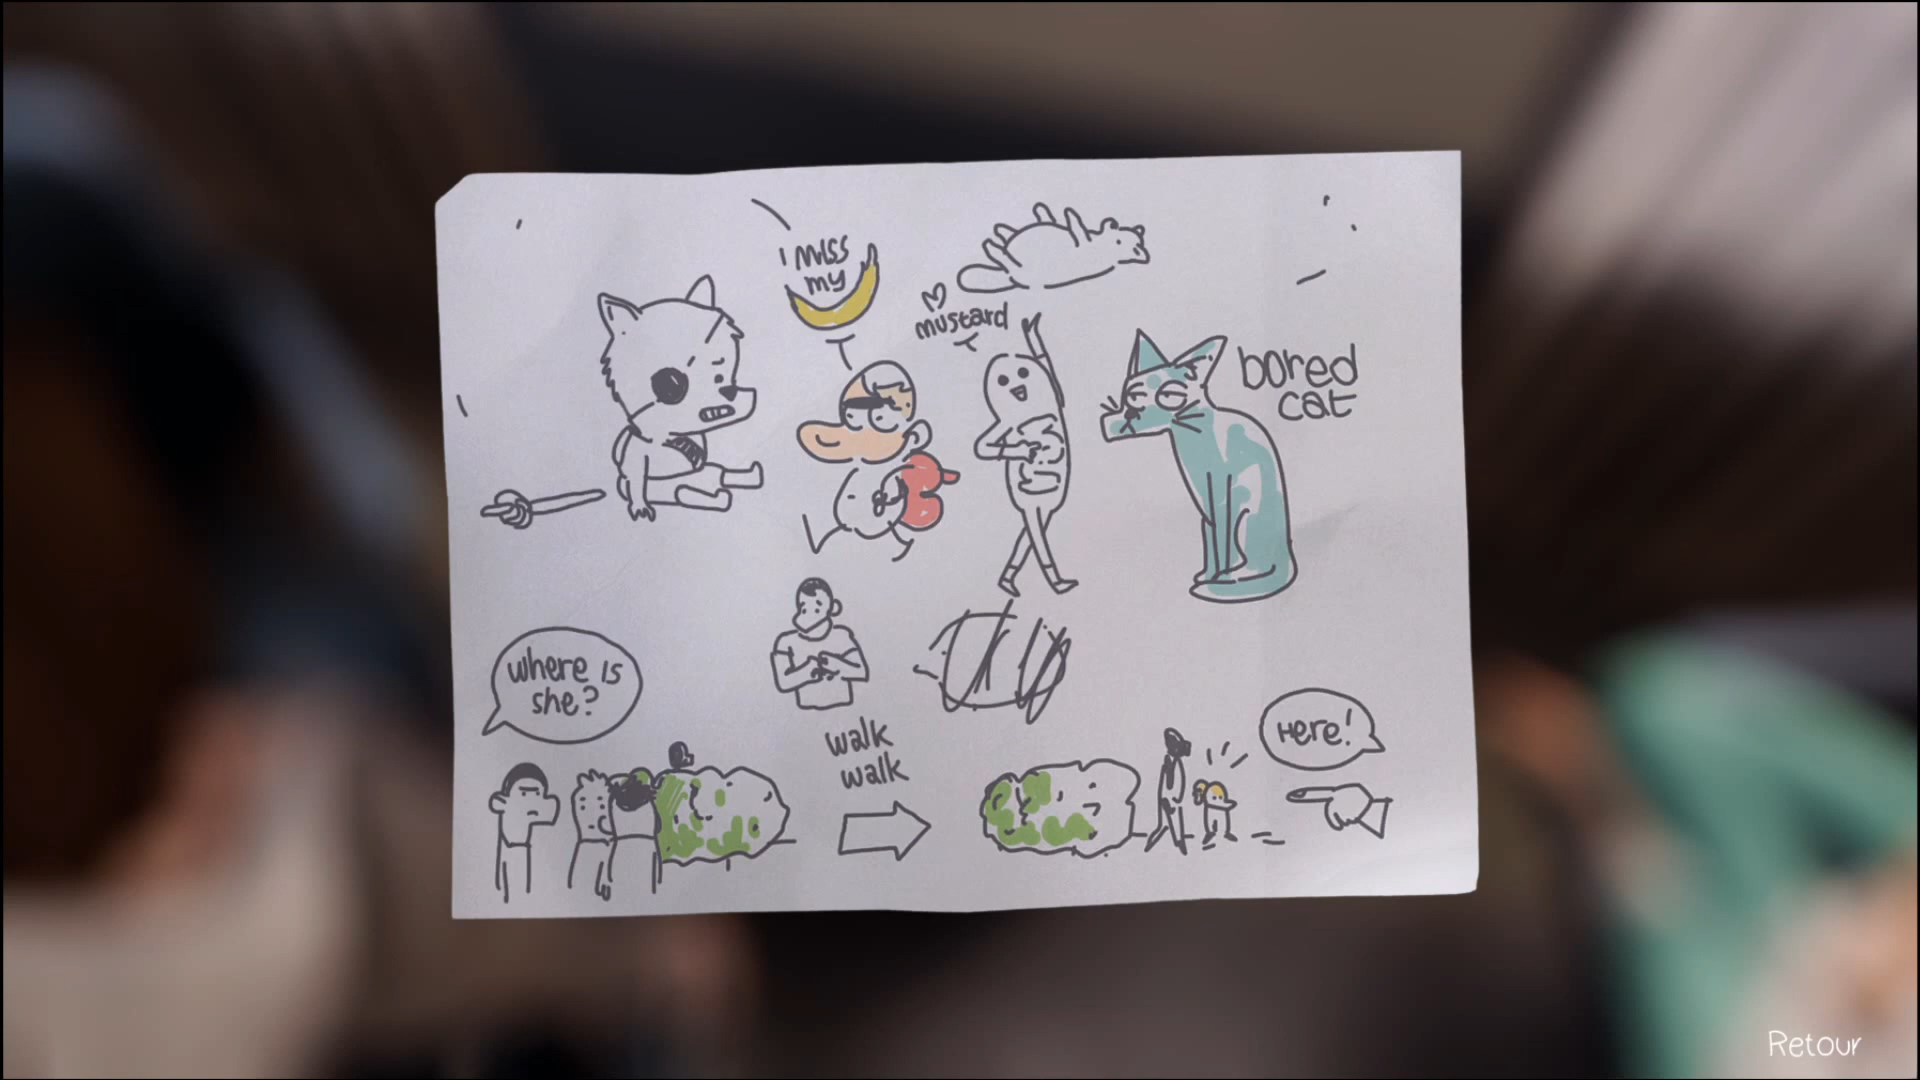 I miss
my
mustard
bored
cat
where is
she?
walk
walk
Here!
Retour